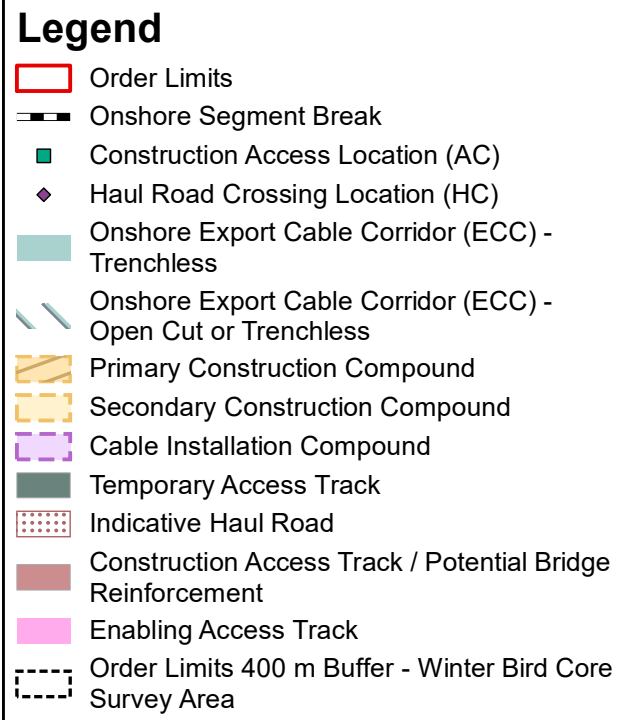 Legend
Order Limits
Onshore Segment Break
Construction Access Location (AC)
Haul Road Crossing Location (HC)
Onshore Export Cable Corridor (ECC) -
Trenchless
Onshore Export Cable Corridor (ECC) -
Open Cut or Trenchless
Primary Construction Compound
Secondary Construction Compound
Cable Installation Compound
Temporary Access Track
Indicative Haul Road
Construction Access Track / Potential Bridge
Reinforcement
Enabling Access Track
Order Limits 400 m Buffer - Winter Bird Core
Survey Area